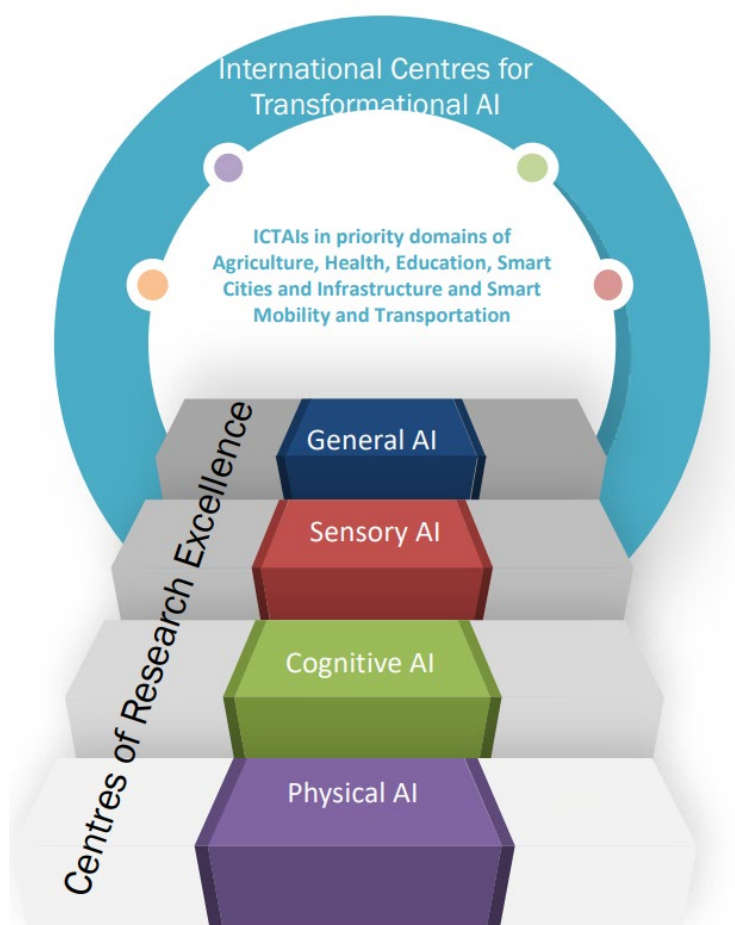 International Centres for
Transformational AI
ICTAIs in priority domains of
Agriculture, Health, Education, Smart
Cities and Infrastructure and Smart
Mobility and Transportation
General AI
Sensory AI
Cognitive AI
Physical AI
Centres of Research Excellence